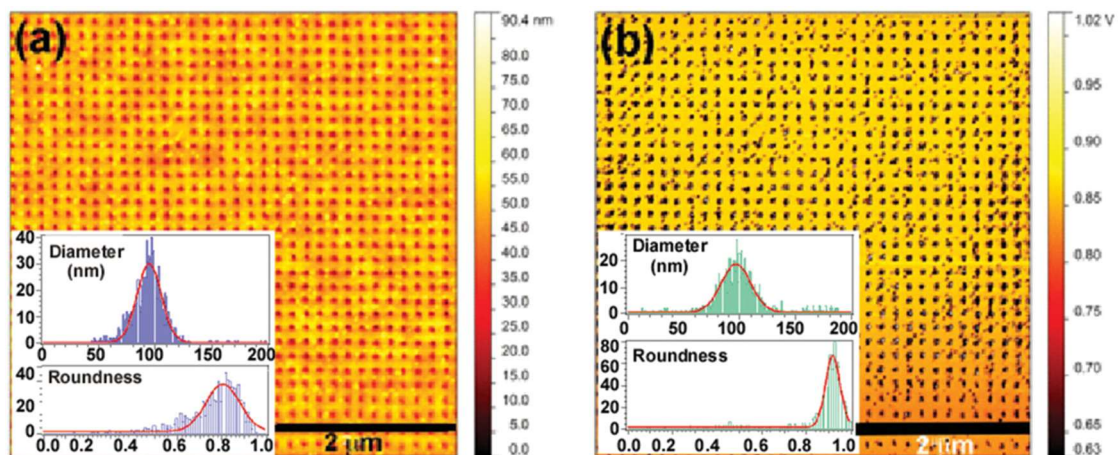 (a)
90.4 nm
80.0
75.0
70.0
65.0
60.0
55.0
50.0
45.0
40.0
35.0
30.0
25.0
20.0
15.0
10.0
5.0
0.0
Diameter
(nm)
40
30
20
10
0
0 50 100 150 200
Roundness
40
20
0
0.0 0.2 0.4 0.6 0.8 1.0
2 μm
(b)
1.02 V
0.95
0.90
0.85
0.80
0.75
0.70
0.63
Diameter
(nm)
20
10
0
0 50 100 150 200
Roundness
80
60
40
20
0
0.0 0.2 0.4 0.6 0.8 1.0
2 μm